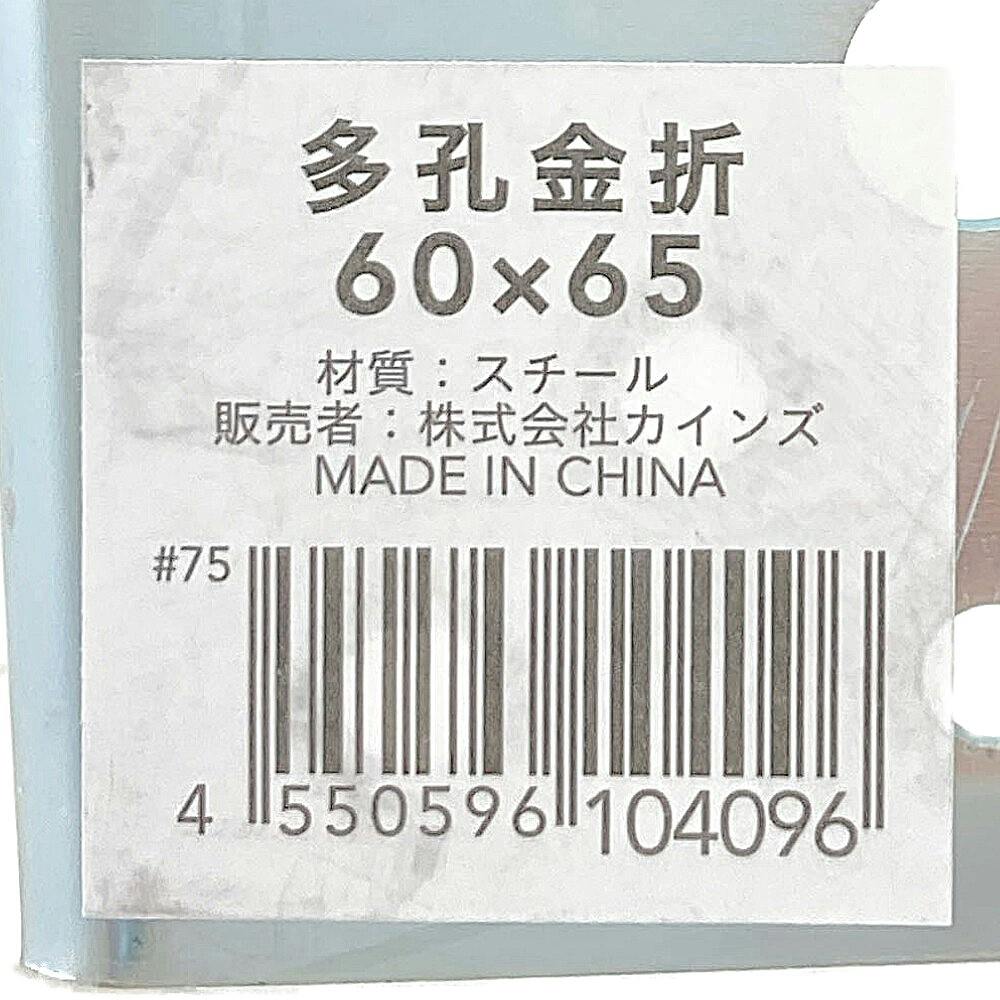 多孔金折
60×65
材質：スチール
販売者：株式会社カインズ
MADE IN CHINA
#75
4 550596 104096